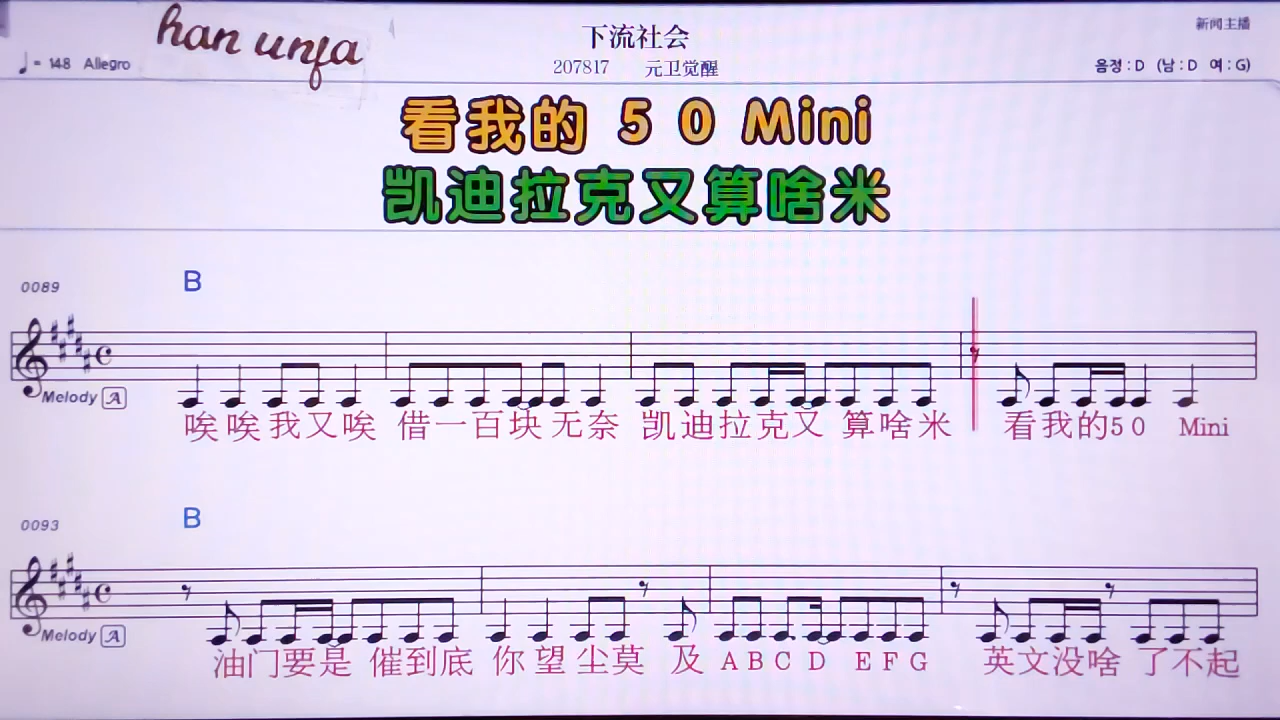 han unfa
下流社会
新闻主播
♩= 148 Allegro
207817 元卫觉醒
음정 : D (남 : D 여 : G)
看我的 5 0 Mini
凯迪拉克又算啥米
0089
B
Melody A
唉唉我又唉 借一百块无奈 凯迪拉克又 算啥米 看我的50 Mini
0093
B
Melody A
油门要是 催到底 你望尘莫 及 A B C D E F G 英文没啥 了不起